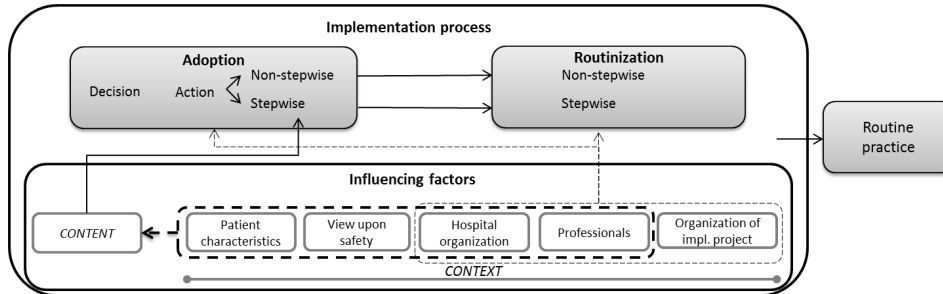 Implementation process
Adoption
Decision
Action
Non-stepwise
Stepwise
Routinization
Non-stepwise
Stepwise
Routine
practice
Influencing factors
CONTENT
Patient
characteristics
View upon
safety
Hospital
organization
Professionals
Organization of
impl. project
CONTEXT